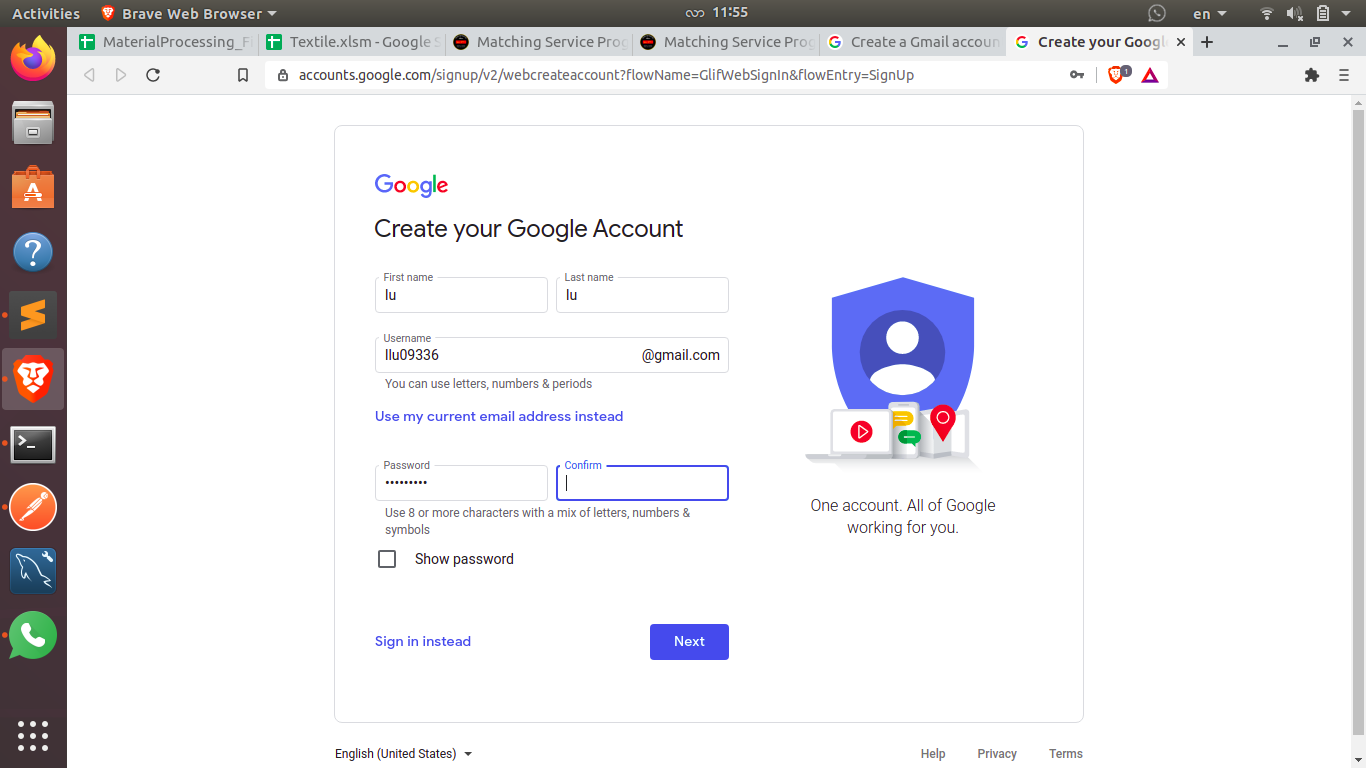 Activities Brave Web Browser 11:55 en
MaterialProcessing_F Textile.xlsm - Google S Matching Service Prog Matching Service Prog Create a Gmail accoun Create your Googl
accounts.google.com/signup/v2/webcreateaccount?flowName=GlifWebSignIn&flowEntry=SignUp 1
Google
Create your Google Account
First name Last name
lu lu
Username
llu09336 @gmail.com
You can use letters, numbers & periods
Use my current email address instead
Password Confirm
•••••••••
Use 8 or more characters with a mix of letters, numbers &
symbols
Show password
One account. All of Google
working for you.
Sign in instead Next
English (United States) Help Privacy Terms